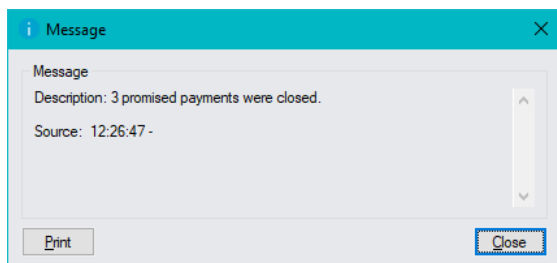 Message
Message
Description: 3 promised payments were closed.
Source: 12:26:47 -
Print
Close